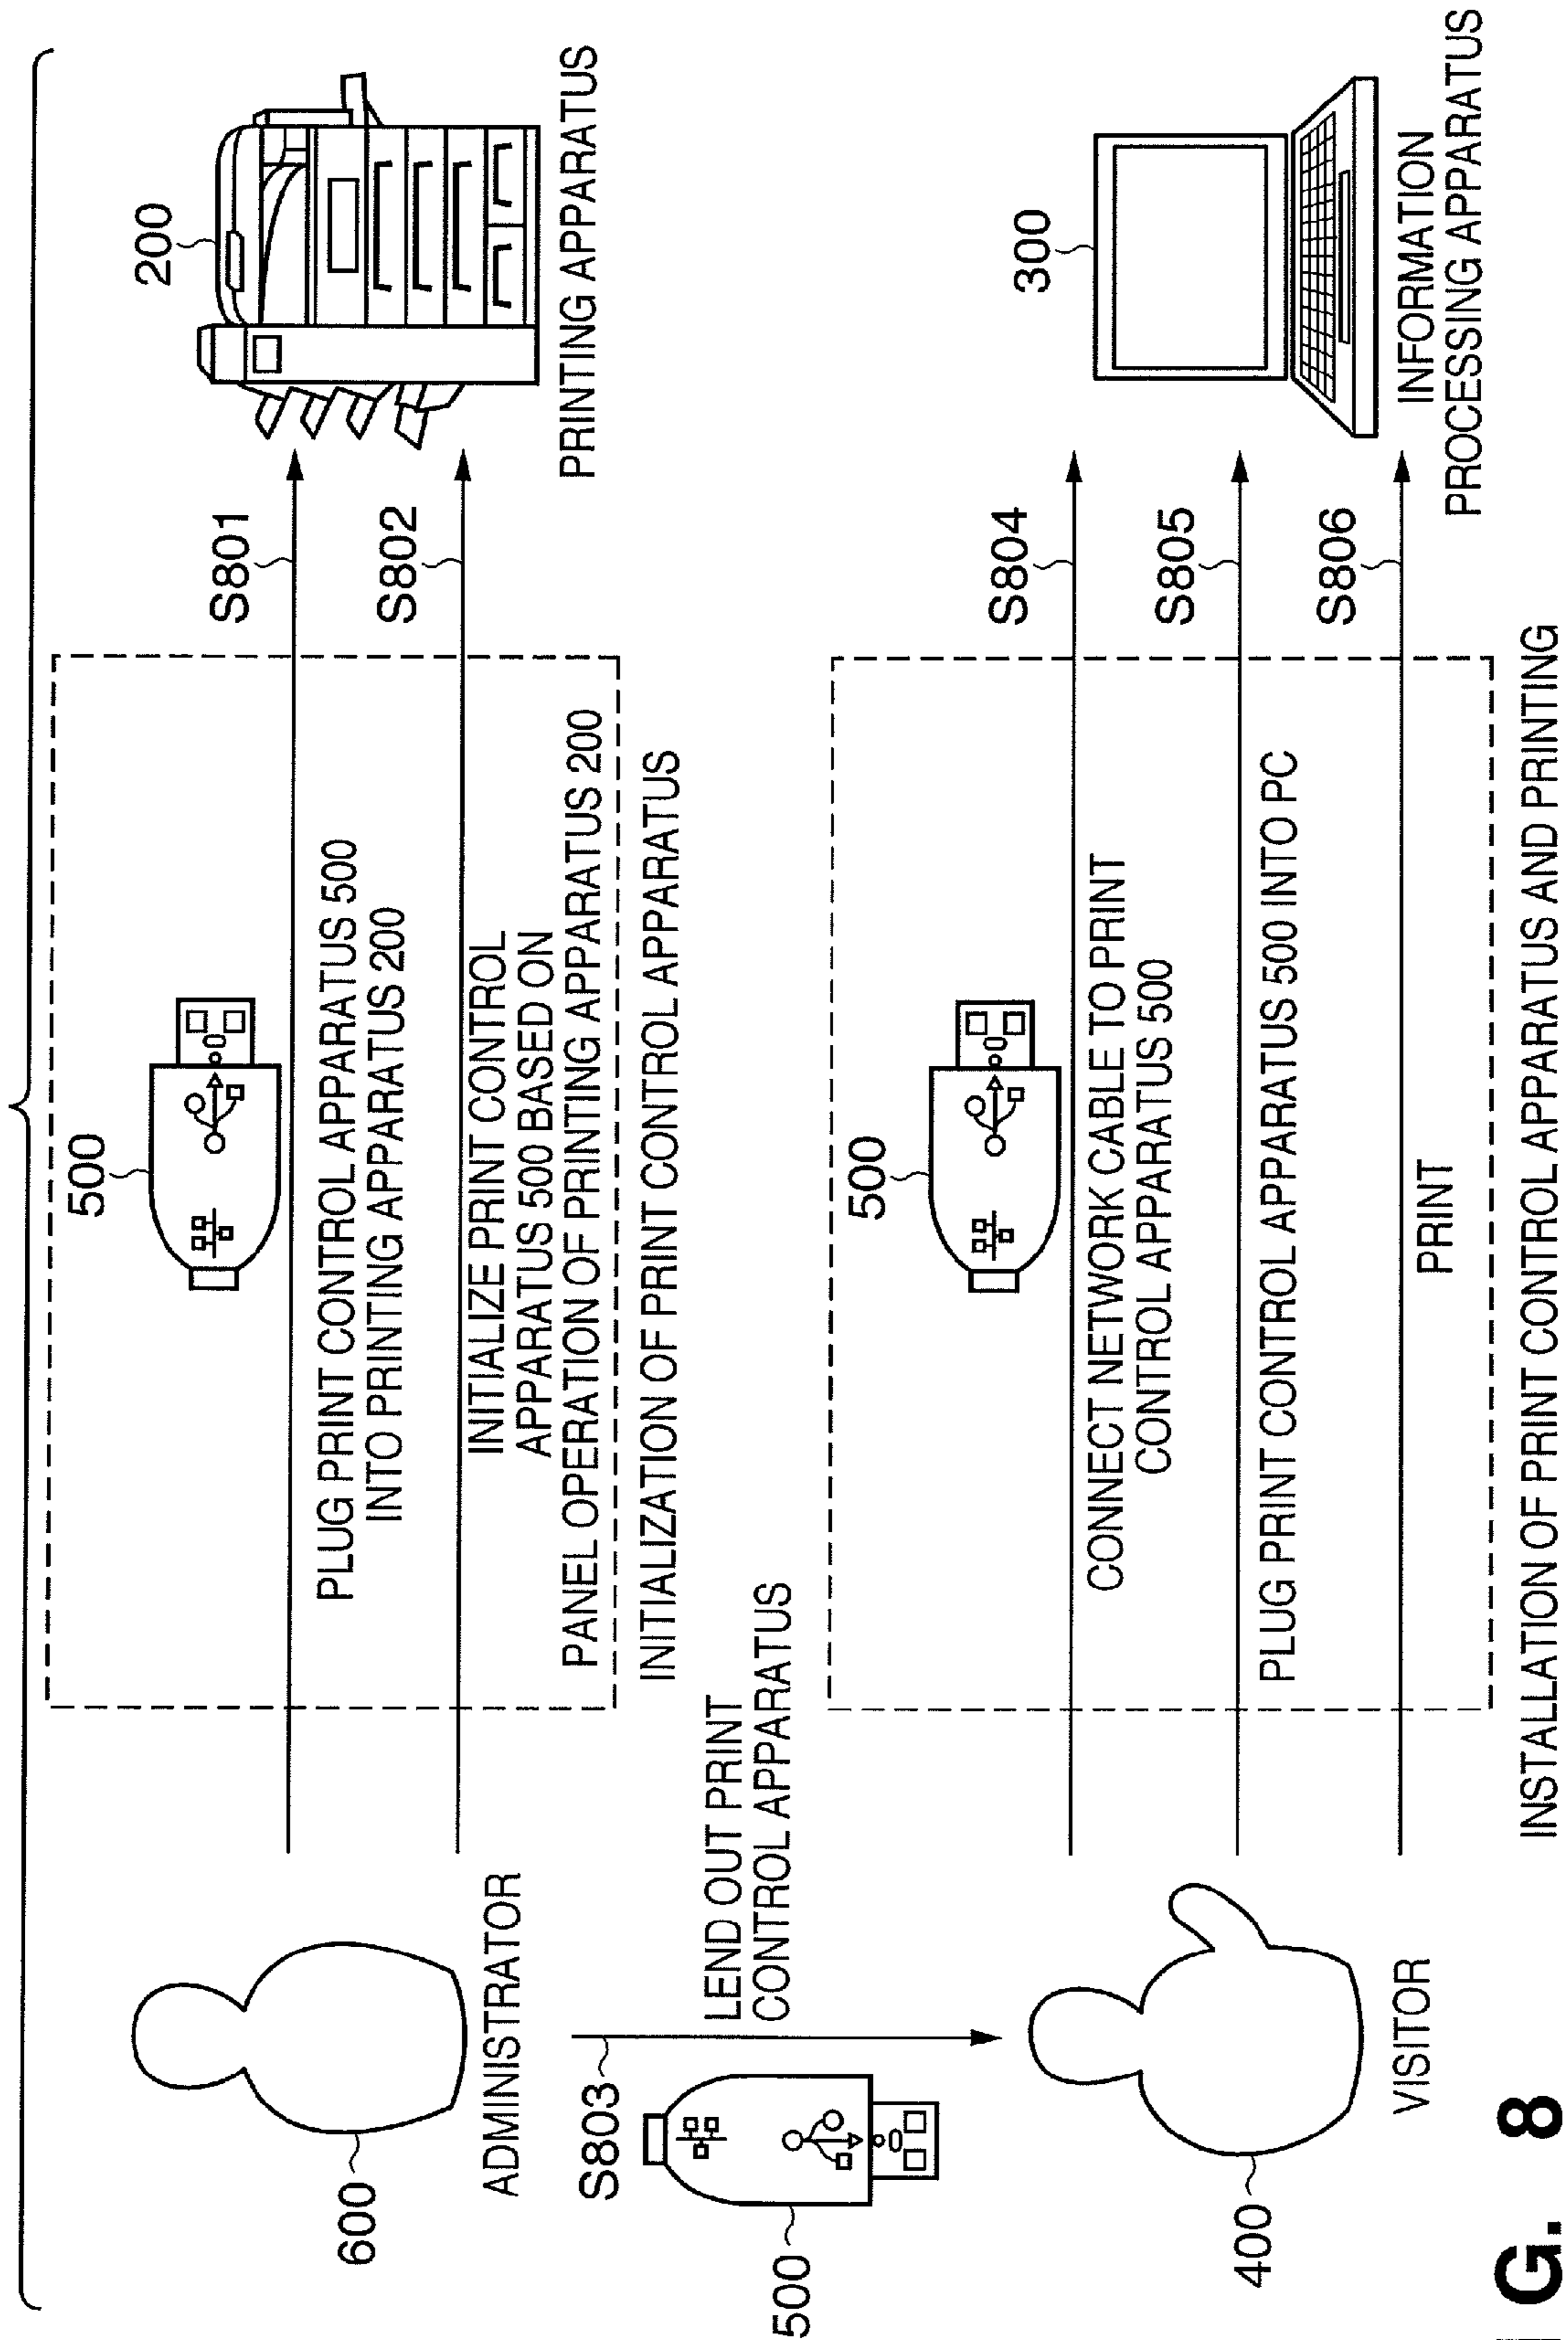 200
PRINTING APPARATUS
S801
S802
500
PLUG PRINT CONTROL APPARATUS 500
INTO PRINTING APPARATUS 200
INITIALIZE PRINT CONTROL
APPARATUS 500 BASED ON
PANEL OPERATION OF PRINTING APPARATUS 200
INITIALIZATION OF PRINT CONTROL APPARATUS
600
ADMINISTRATOR
S803
500
LEND OUT PRINT
CONTROL APPARATUS
300
INFORMATION
PROCESSING APPARATUS
S804
S805
S806
500
CONNECT NETWORK CABLE TO PRINT
CONTROL APPARATUS 500
PLUG PRINT CONTROL APPARATUS 500 INTO PC
PRINT
INSTALLATION OF PRINT CONTROL APPARATUS AND PRINTING
400
VISITOR
G. 8